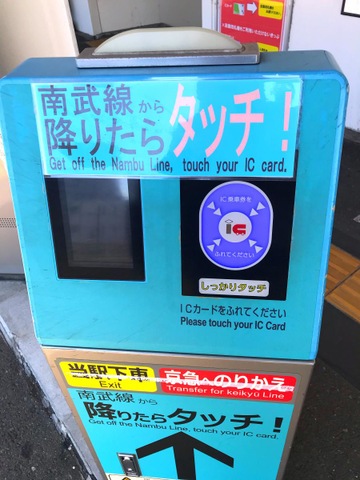 南武線から
降りたらタッチ！
Get off the Nambu Line, touch your IC card.
IC乗車券を
IC
ふれてください
しっかりタッチ
ICカードをふれてください
Please touch your IC Card
当駅下車
Exit
京急へのりかえ
Transfer for keikyū Line
南武線から
降りたらタッチ！
Get off the Nambu Line, touch your IC card.